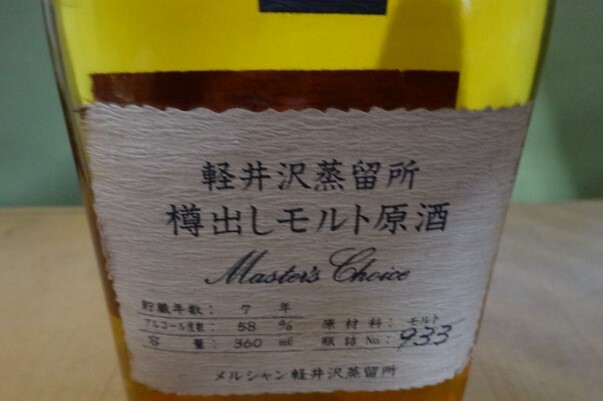 軽井沢蒸留所
樽出しモルト原酒
Master's Choice
貯蔵年数: 7 年
アルコール度数: 58 % 原材料: モルト
容量: 360 ml 瓶詰No: 933
メルシャン軽井沢蒸留所